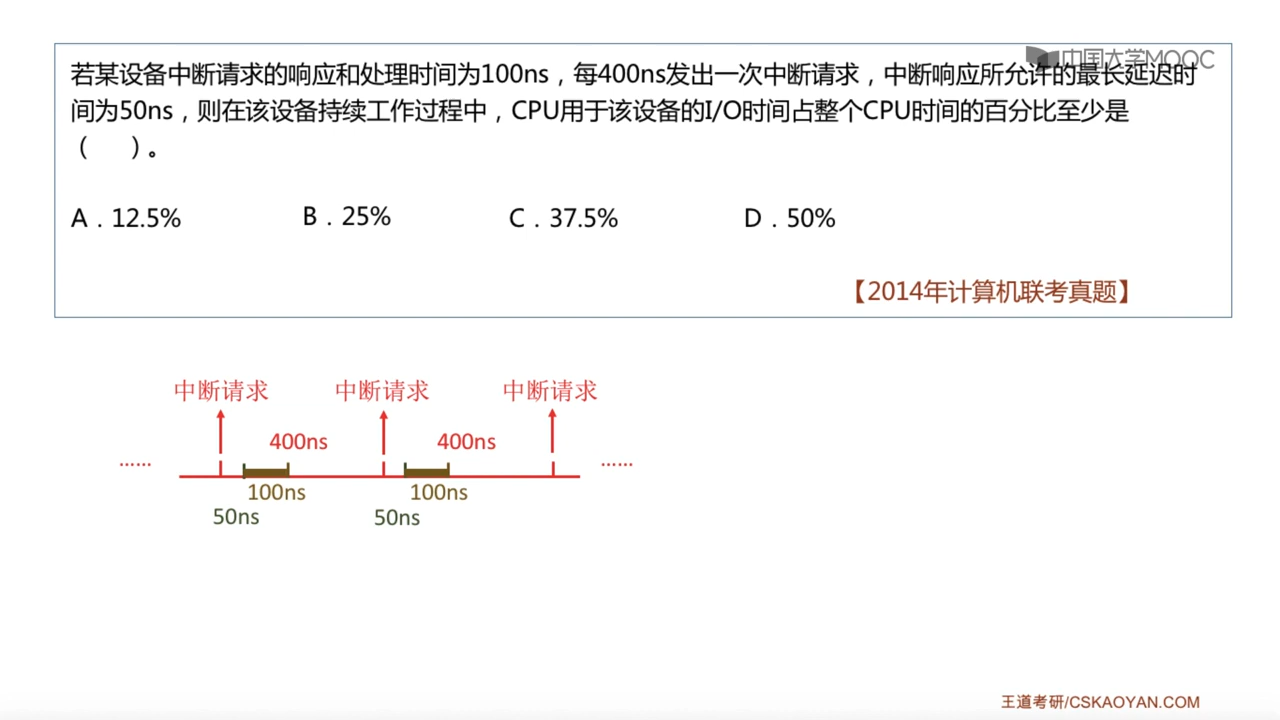 中国大学MOOC
若某设备中断请求的响应和处理时间为100ns，每400ns发出一次中断请求，中断响应所允许的最长延迟时
间为50ns，则在该设备持续工作过程中，CPU用于该设备的I/O时间占整个CPU时间的百分比至少是
（　　）。
A．12.5%　B．25%　C．37.5%　D．50%
【2014年计算机联考真题】
中断请求　中断请求　中断请求
400ns　400ns
……　……
100ns　100ns
50ns　50ns
王道考研/CSKAOYAN.COM